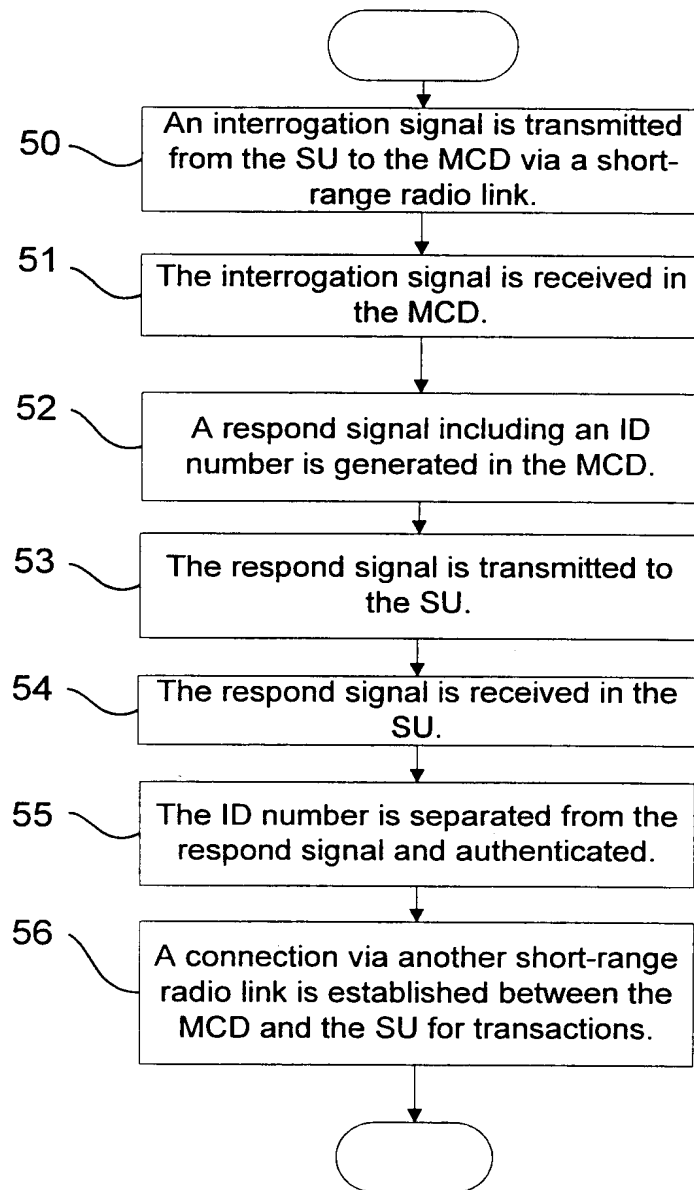 50
An interrogation signal is transmitted
from the SU to the MCD via a short-
range radio link.
51
The interrogation signal is received in
the MCD.
52
A respond signal including an ID
number is generated in the MCD.
53
The respond signal is transmitted to
the SU.
54
The respond signal is received in the
SU.
55
The ID number is separated from the
respond signal and authenticated.
56
A connection via another short-range
radio link is established between the
MCD and the SU for transactions.